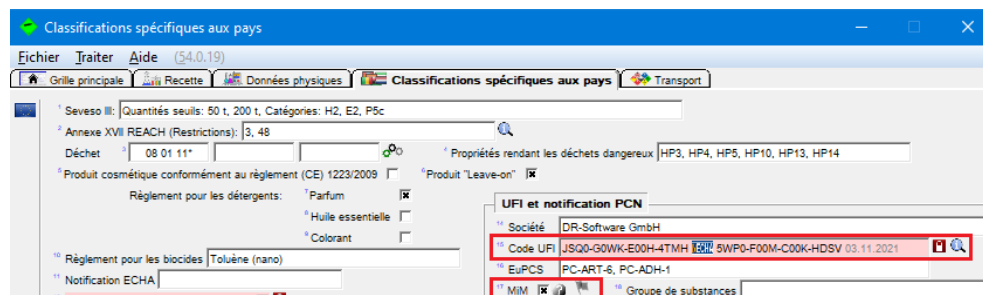 Classifications spécifiques aux pays
Fichier Traiter Aide (54.0.19)
Grille principale Recette Données physiques Classifications spécifiques aux pays Transport
1 Seveso III: Quantités seuils: 50 t, 200 t, Catégories: H2, E2, P5c
2 Annexe XVII REACH (Restrictions): 3, 48
Déchet 3 08 01 11* 4 Propriétés rendant les déchets dangereux HP3, HP4, HP5, HP10, HP13, HP14
5 Produit cosmétique conformément au règlement (CE) 1223/2009 6 Produit "Leave-on"
Règlement pour les détergents: 7 Parfum
8 Huile essentielle
9 Colorant
10 Règlement pour les biocides Toluène (nano)
11 Notification ECHA
UFI et notification PCN
14 Société DR-Software GmbH
15 Code UFI JSQ0-G0WK-E00H-4TMH ECHA 5WP0-F00M-C00K-HDSV 03.11.2021
16 EuPCS PC-ART-6, PC-ADH-1
17 MiM 18 Groupe de substances